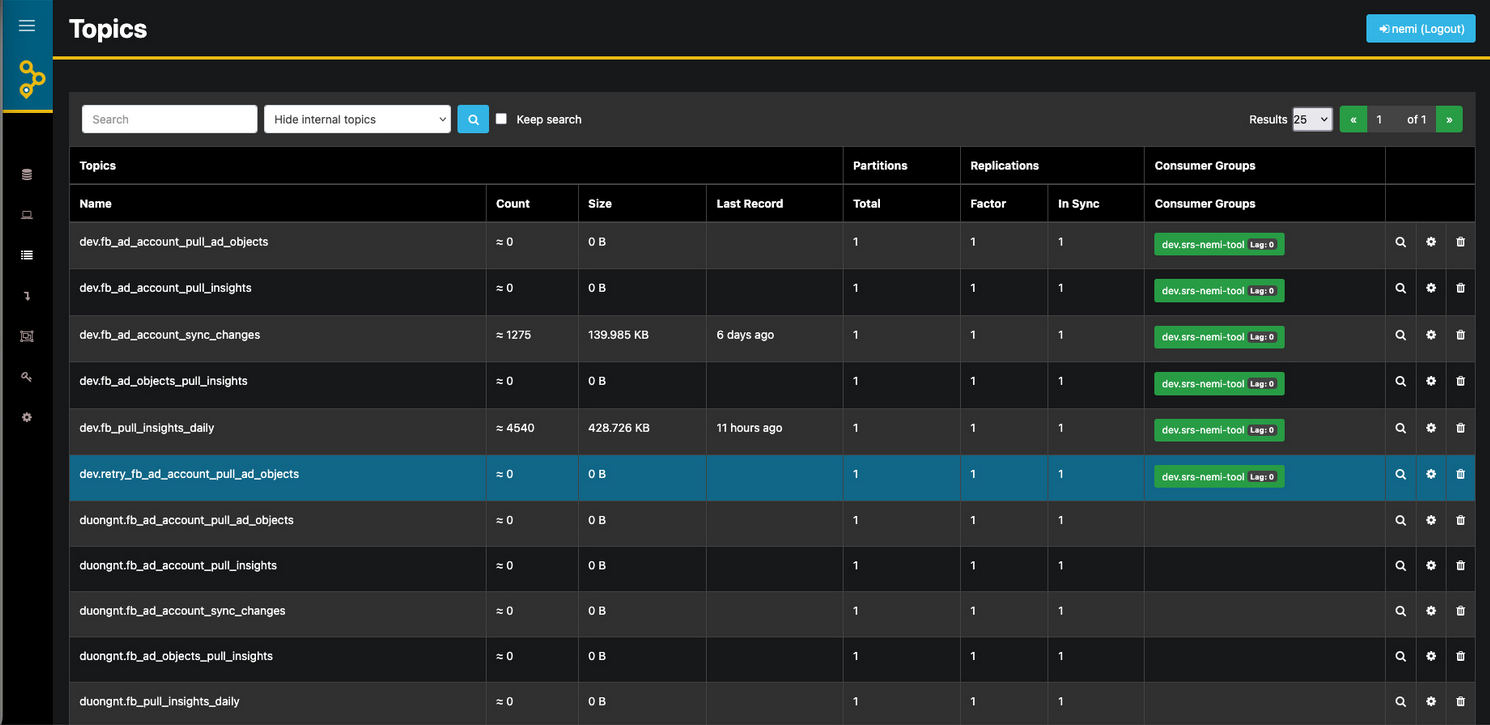 Topics
nemi (Logout)
Search Hide internal topics Keep search Results 25 « 1 of 1 »
Topics Partitions Replications Consumer Groups
Name Count Size Last Record Total Factor In Sync Consumer Groups
dev.fb_ad_account_pull_ad_objects ≈ 0 0 B 1 1 1 dev.srs-nemi-tool Lag: 0
dev.fb_ad_account_pull_insights ≈ 0 0 B 1 1 1 dev.srs-nemi-tool Lag: 0
dev.fb_ad_account_sync_changes ≈ 1275 139.985 KB 6 days ago 1 1 1 dev.srs-nemi-tool Lag: 0
dev.fb_ad_objects_pull_insights ≈ 0 0 B 1 1 1 dev.srs-nemi-tool Lag: 0
dev.fb_pull_insights_daily ≈ 4540 428.726 KB 11 hours ago 1 1 1 dev.srs-nemi-tool Lag: 0
dev.retry_fb_ad_account_pull_ad_objects ≈ 0 0 B 1 1 1 dev.srs-nemi-tool Lag: 0
duongnt.fb_ad_account_pull_ad_objects ≈ 0 0 B 1 1 1
duongnt.fb_ad_account_pull_insights ≈ 0 0 B 1 1 1
duongnt.fb_ad_account_sync_changes ≈ 0 0 B 1 1 1
duongnt.fb_ad_objects_pull_insights ≈ 0 0 B 1 1 1
duongnt.fb_pull_insights_daily ≈ 0 0 B 1 1 1